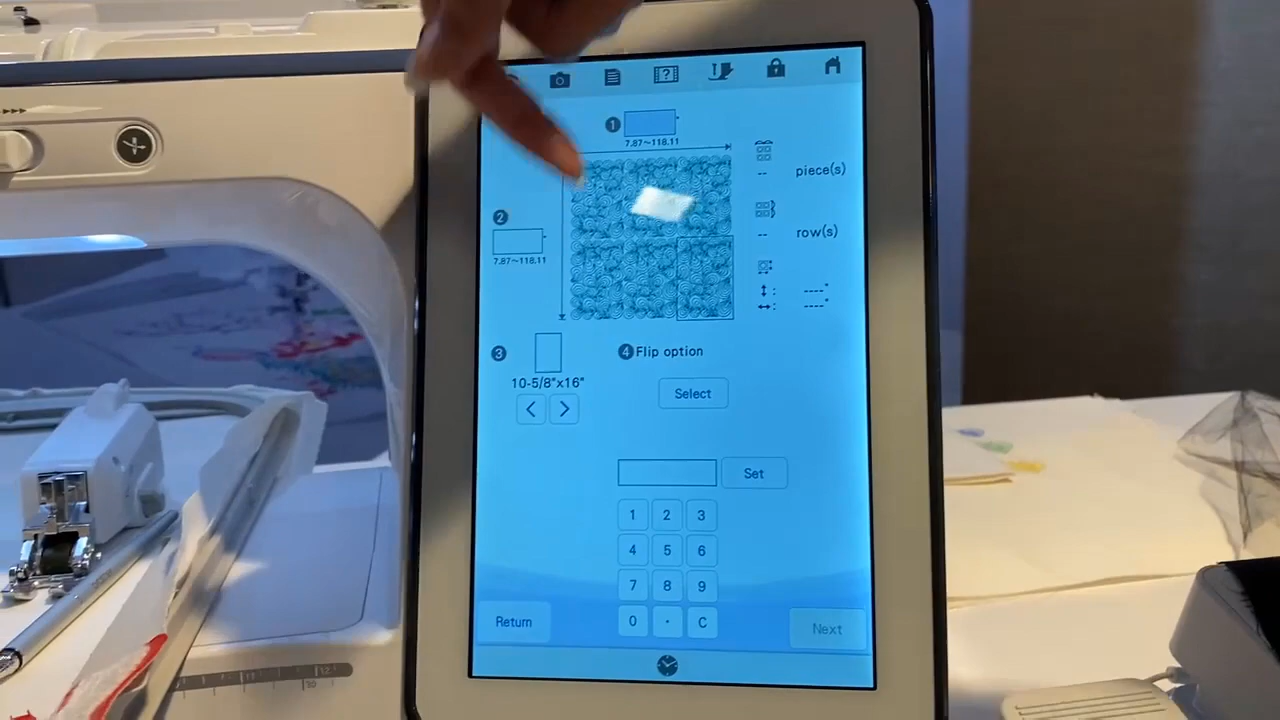 1
7.87~118.11
-- piece(s)
2
7.87~118.11
-- row(s)
----"
----"
3
10-5/8"x16"
< >
4 Flip option
Select
Set
1 2 3
4 5 6
7 8 9
0 . C
Return
Next